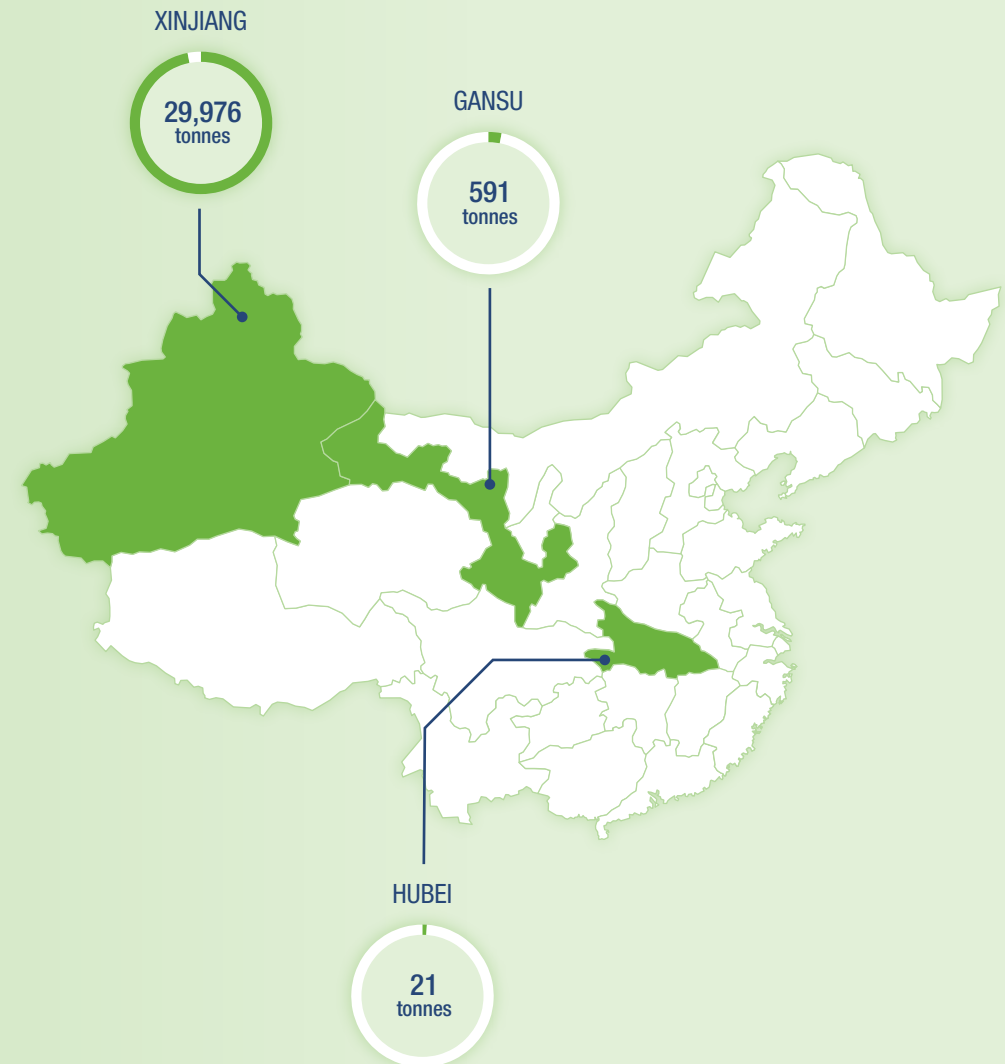 XINJIANG
29,976
tonnes
GANSU
591
tonnes
HUBEI
21
tonnes